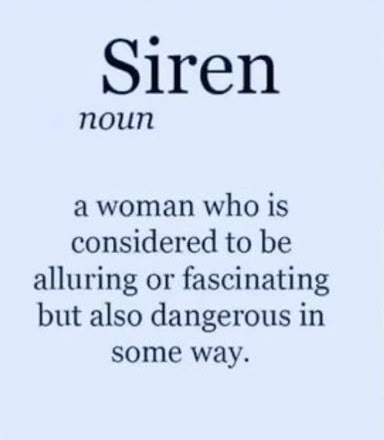 Siren
noun
a woman who is
considered to be
alluring or fascinating
but also dangerous in
some way.